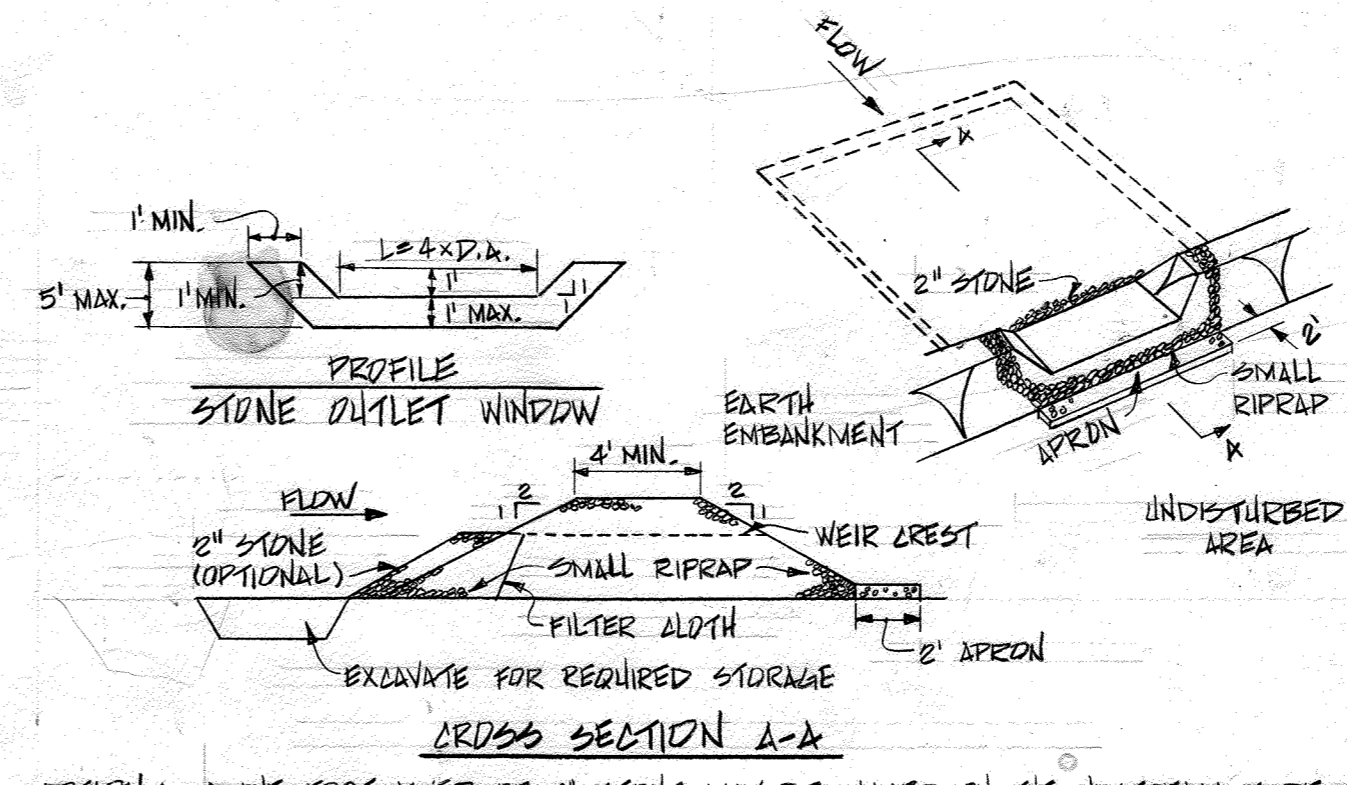 FLOW
A
1' MIN.
L=4×D.A.
5' MAX.
1' MIN.
1'
1
1
1' MAX.
PROFILE
STONE OUTLET WINDOW
2" STONE
2'
SMALL
RIPRAP
EARTH
EMBANKMENT
APRON
A
UNDISTURBED
AREA
4' MIN.
FLOW
1
2
2
1
2" STONE
(OPTIONAL)
WEIR CREST
SMALL RIPRAP
FILTER CLOTH
2' APRON
EXCAVATE FOR REQUIRED STORAGE
CROSS SECTION A-A